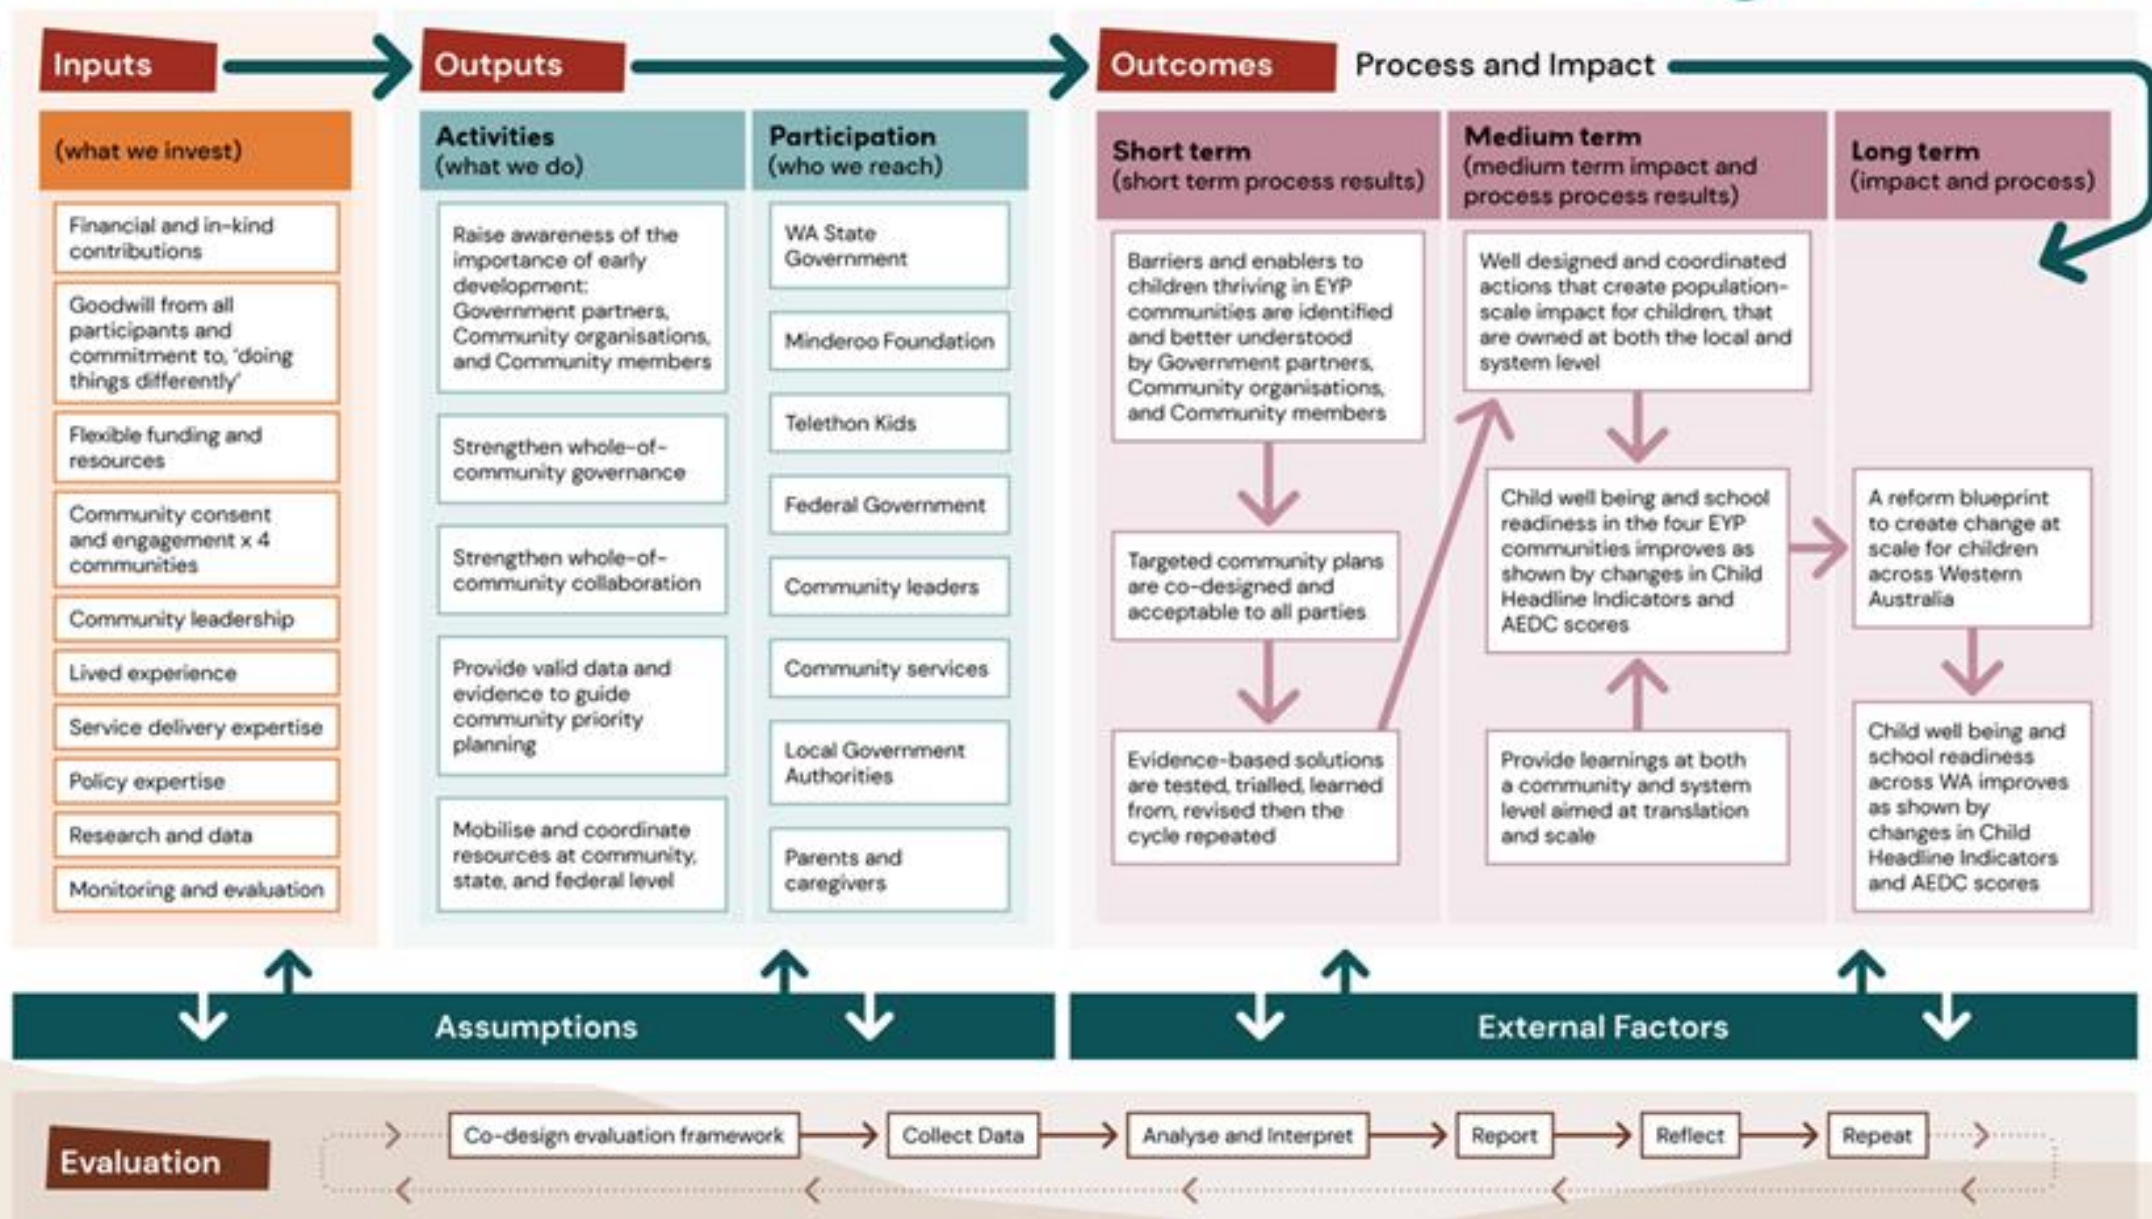 Inputs
Outputs
Outcomes
Process and Impact
(what we invest)
Financial and in-kind
contributions
Goodwill from all
participants and
commitment to, 'doing
things differently'
Flexible funding and
resources
Community consent
and engagement x 4
communities
Community leadership
Lived experience
Service delivery expertise
Policy expertise
Research and data
Monitoring and evaluation
Activities
(what we do)
Raise awareness of the
importance of early
development:
Government partners,
Community organisations,
and Community members
Strengthen whole-of-
community governance
Strengthen whole-of-
community collaboration
Provide valid data and
evidence to guide
community priority
planning
Mobilise and coordinate
resources at community,
state, and federal level
Participation
(who we reach)
WA State
Government
Minderoo Foundation
Telethon Kids
Federal Government
Community leaders
Community services
Local Government
Authorities
Parents and
caregivers
Short term
(short term process results)
Barriers and enablers to
children thriving in EYP
communities are identified
and better understood
by Government partners,
Community organisations,
and Community members
Targeted community plans
are co-designed and
acceptable to all parties
Evidence-based solutions
are tested, trialled, learned
from, revised then the
cycle repeated
Medium term
(medium term impact and
process process results)
Well designed and coordinated
actions that create population-
scale impact for children, that
are owned at both the local and
system level
Child well being and school
readiness in the four EYP
communities improves as
shown by changes in Child
Headline Indicators and
AEDC scores
Provide learnings at both
a community and system
level aimed at translation
and scale
Long term
(impact and process)
A reform blueprint
to create change at
scale for children
across Western
Australia
Child well being and
school readiness
across WA improves
as shown by
changes in Child
Headline Indicators
and AEDC scores
Assumptions
External Factors
Evaluation
Co-design evaluation framework
Collect Data
Analyse and Interpret
Report
Reflect
Repeat